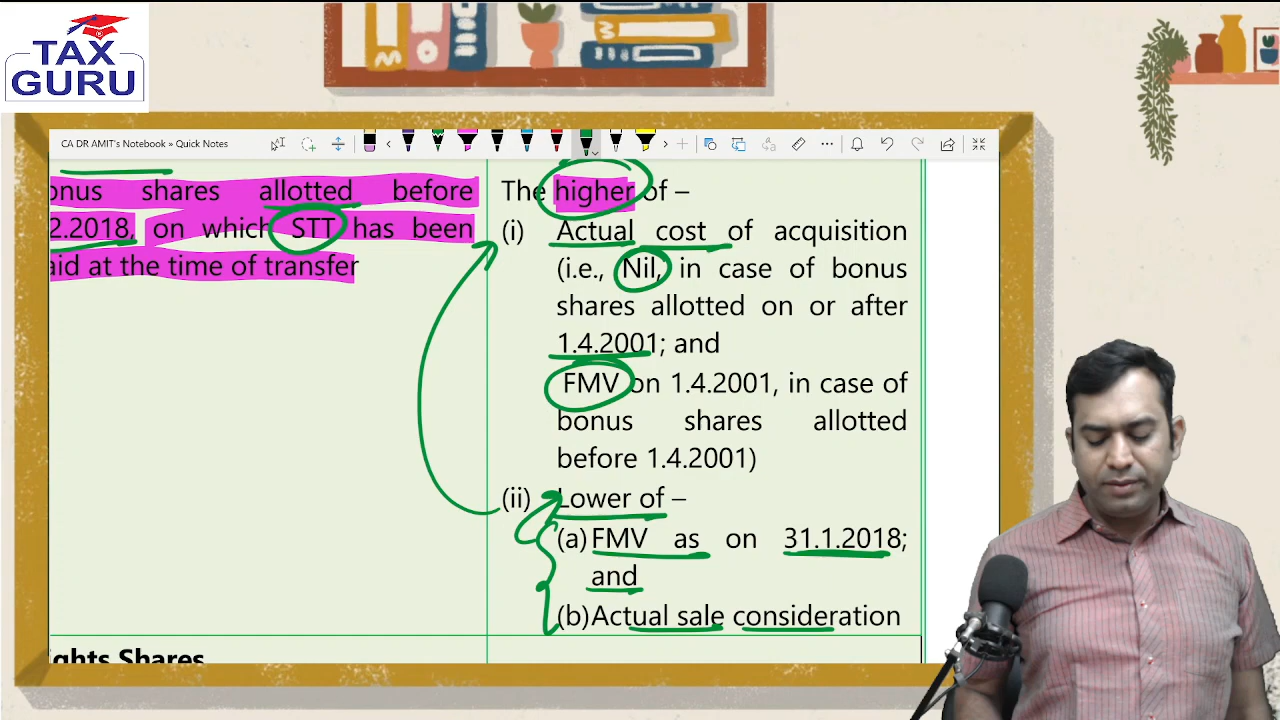 TAX
GURU
CA DR AMIT's Notebook » Quick Notes
onus shares allotted before
2.2018, on which STT has been
aid at the time of transfer
The higher of –
(i) Actual cost of acquisition
(i.e., Nil, in case of bonus
shares allotted on or after
1.4.2001; and
FMV on 1.4.2001, in case of
bonus shares allotted
before 1.4.2001)
(ii) Lower of –
(a) FMV as on 31.1.2018;
and
(b) Actual sale consideration
ghts Shares